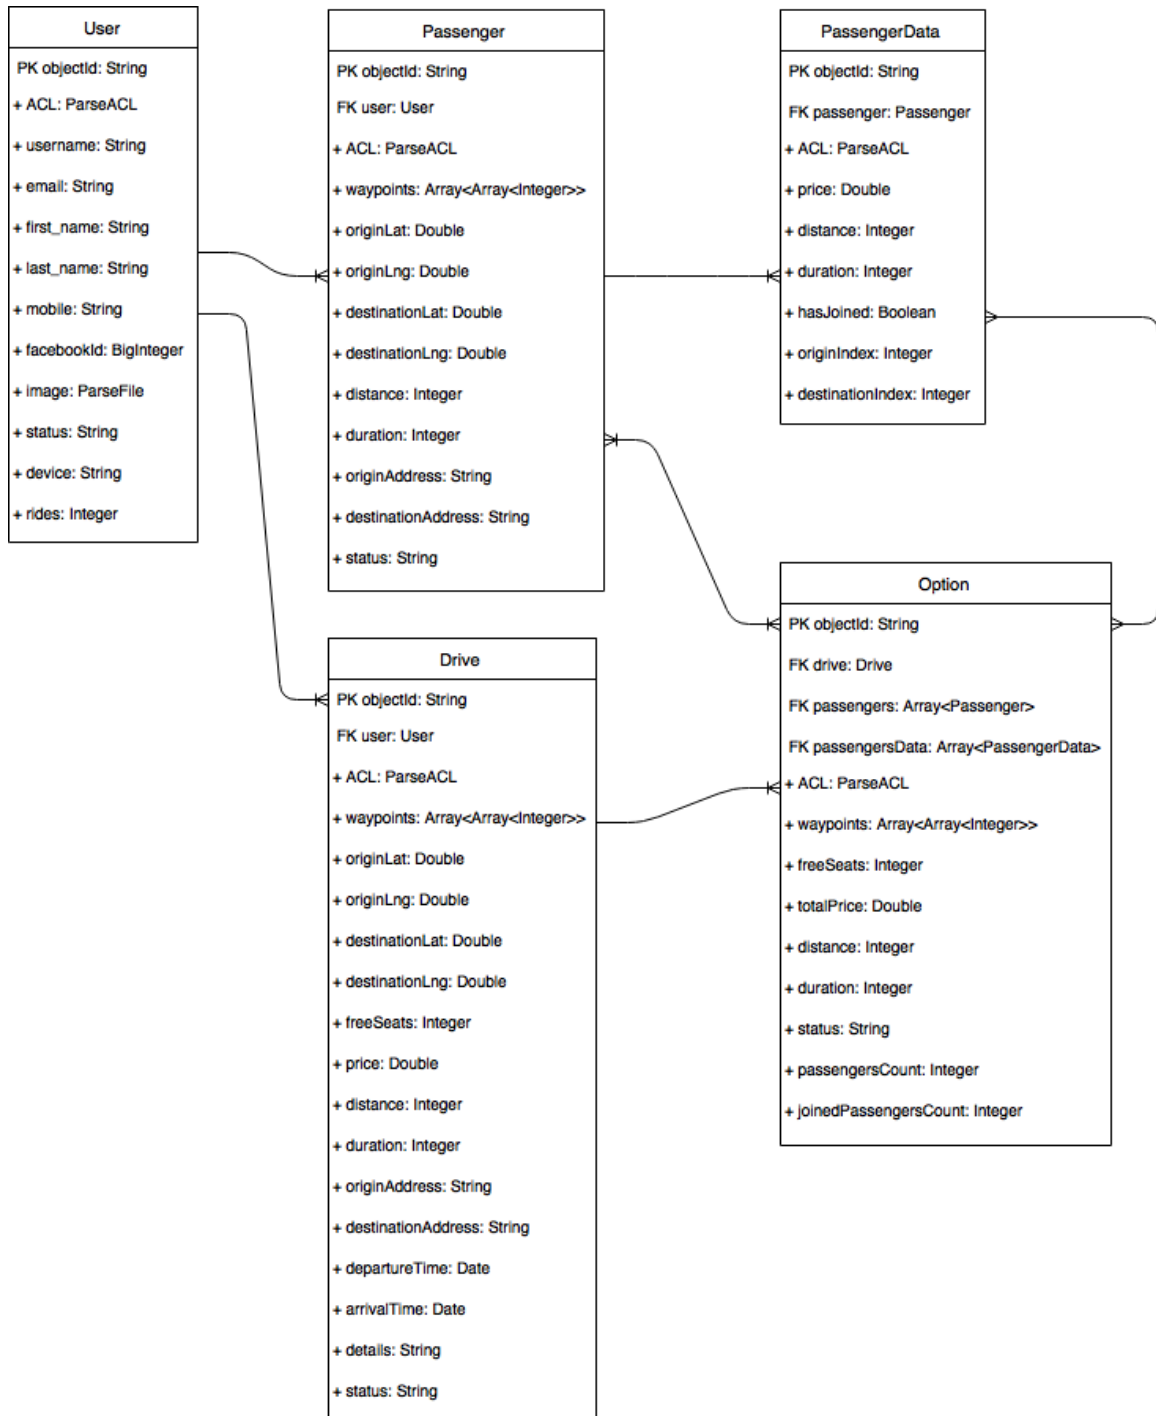 User
PK objectId: String
+ ACL: ParseACL
+ username: String
+ email: String
+ first_name: String
+ last_name: String
+ mobile: String
+ facebookId: BigInteger
+ image: ParseFile
+ status: String
+ device: String
+ rides: Integer
Passenger
PK objectId: String
FK user: User
+ ACL: ParseACL
+ waypoints: Array<Array<Integer>>
+ originLat: Double
+ originLng: Double
+ destinationLat: Double
+ destinationLng: Double
+ distance: Integer
+ duration: Integer
+ originAddress: String
+ destinationAddress: String
+ status: String
PassengerData
PK objectId: String
FK passenger: Passenger
+ ACL: ParseACL
+ price: Double
+ distance: Integer
+ duration: Integer
+ hasJoined: Boolean
+ originIndex: Integer
+ destinationIndex: Integer
Drive
PK objectId: String
FK user: User
+ ACL: ParseACL
+ waypoints: Array<Array<Integer>>
+ originLat: Double
+ originLng: Double
+ destinationLat: Double
+ destinationLng: Double
+ freeSeats: Integer
+ price: Double
+ distance: Integer
+ duration: Integer
+ originAddress: String
+ destinationAddress: String
+ departureTime: Date
+ arrivalTime: Date
+ details: String
+ status: String
Option
PK objectId: String
FK drive: Drive
FK passengers: Array<Passenger>
FK passengersData: Array<PassengerData>
+ ACL: ParseACL
+ waypoints: Array<Array<Integer>>
+ freeSeats: Integer
+ totalPrice: Double
+ distance: Integer
+ duration: Integer
+ status: String
+ passengersCount: Integer
+ joinedPassengersCount: Integer